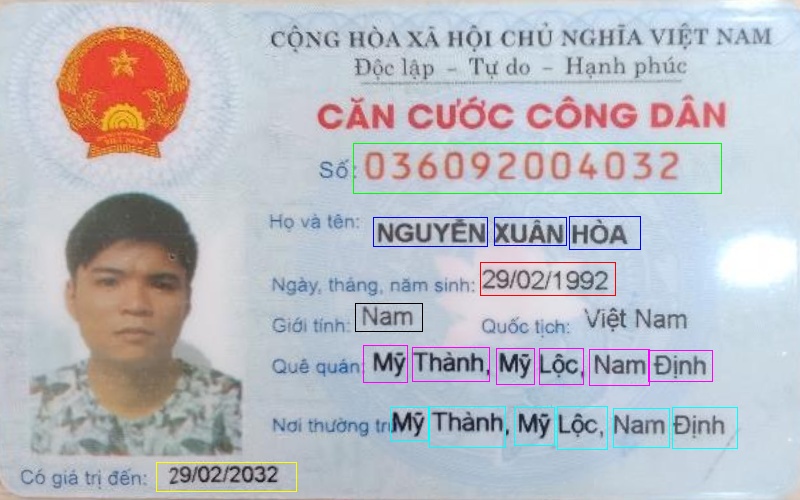 CỘNG HÒA XÃ HỘI CHỦ NGHĨA VIỆT NAM
Độc lập - Tự do - Hạnh phúc
CĂN CƯỚC CÔNG DÂN
Số: 036092004032
Họ và tên: NGUYỄN XUÂN HÒA
Ngày, tháng, năm sinh: 29/02/1992
Giới tính: Nam Quốc tịch: Việt Nam
Quê quán: Mỹ Thành, Mỹ Lộc, Nam Định
Nơi thường trú: Mỹ Thành, Mỹ Lộc, Nam Định
Có giá trị đến: 29/02/2032